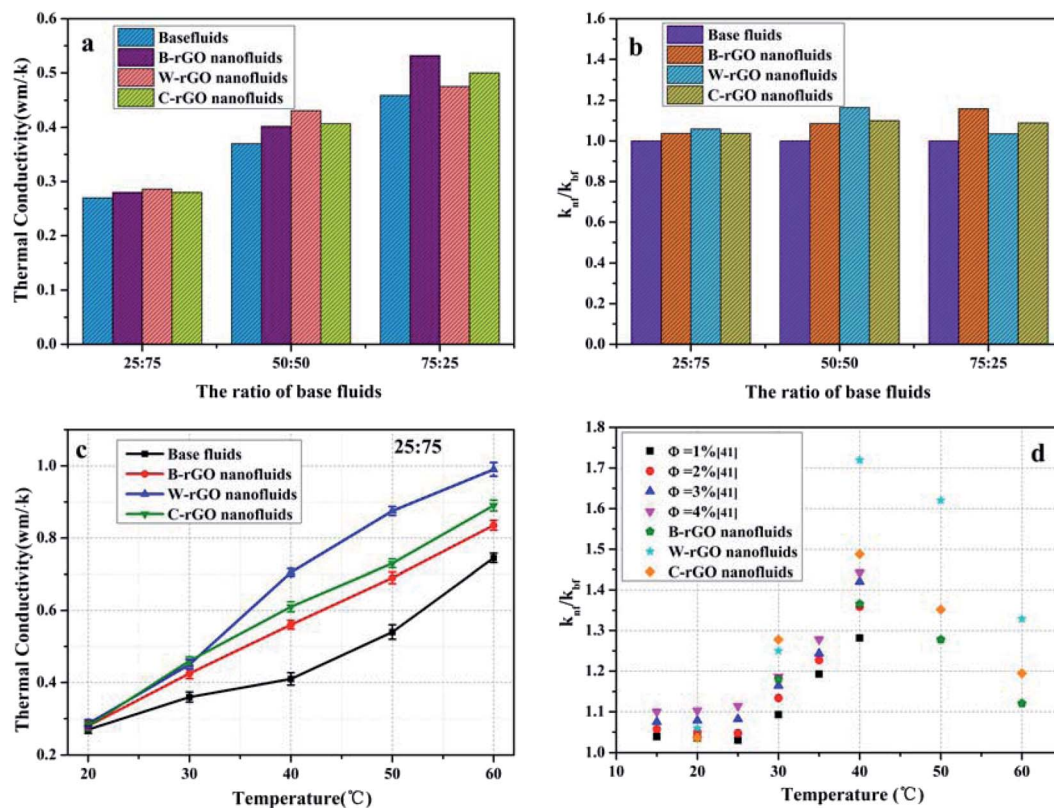 a
Basefluids
B-rGO nanofluids
W-rGO nanofluids
C-rGO nanofluids
Thermal Conductivity(wm/·k)
0.6
0.5
0.4
0.3
0.2
0.1
0.0
25:75
50:50
75:25
The ratio of base fluids
b
Base fluids
B-rGO nanofluids
W-rGO nanofluids
C-rGO nanofluids
knf/kbf
1.6
1.4
1.2
1.0
0.8
0.6
0.4
0.2
0.0
25:75
50:50
75:25
The ratio of base fluids
c
25:75
Base fluids
B-rGO nanofluids
W-rGO nanofluids
C-rGO nanofluids
Thermal Conductivity(wm/·k)
1.0
0.8
0.6
0.4
0.2
20
30
40
50
60
Temperature(℃)
d
Φ =1%[41]
Φ =2%[41]
Φ =3%[41]
Φ =4%[41]
B-rGO nanofluids
W-rGO nanofluids
C-rGO nanofluids
knf/kbf
1.8
1.7
1.6
1.5
1.4
1.3
1.2
1.1
1.0
10
20
30
40
50
60
Temperature (℃)